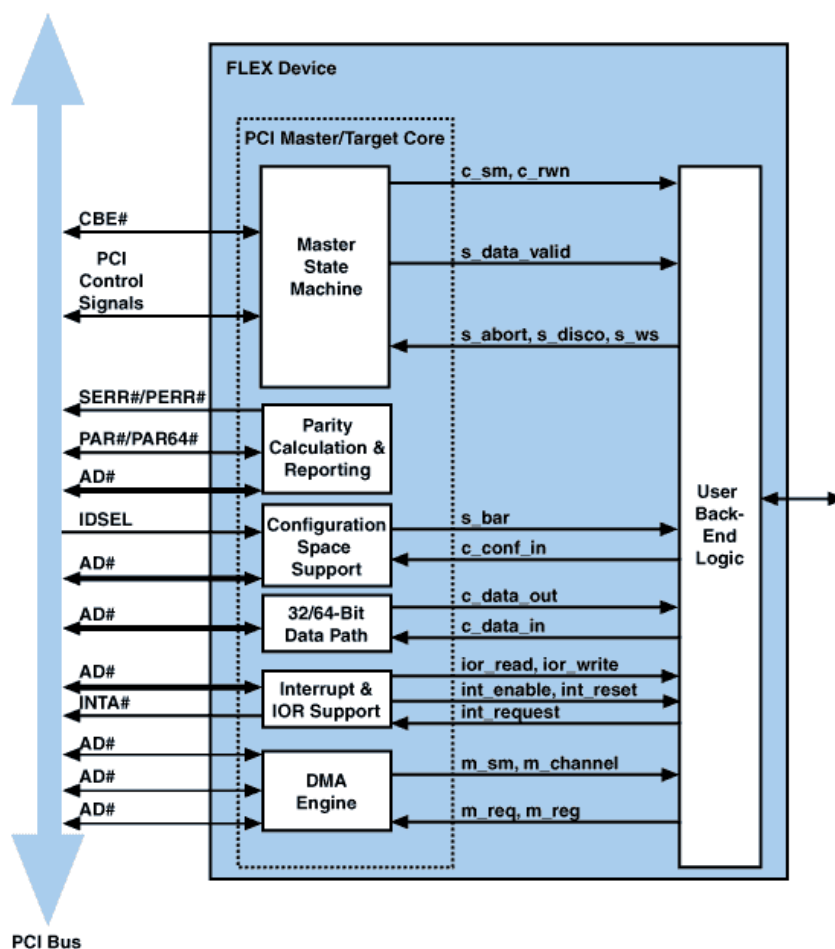 FLEX Device
PCI Master/Target Core
c_sm, c_rwn
CBE#
Master
State
Machine
s_data_valid
PCI
Control
Signals
s_abort, s_disco, s_ws
SERR#/PERR#
Parity
Calculation &
Reporting
PAR#/PAR64#
AD#
User
Back-
End
Logic
IDSEL
Configuration
Space
Support
s_bar
c_conf_in
AD#
AD#
32/64-Bit
Data Path
c_data_out
c_data_in
AD#
Interrupt &
IOR Support
ior_read, ior_write
int_enable, int_reset
INTA#
int_request
AD#
AD#
AD#
DMA
Engine
m_sm, m_channel
m_req, m_reg
PCI Bus